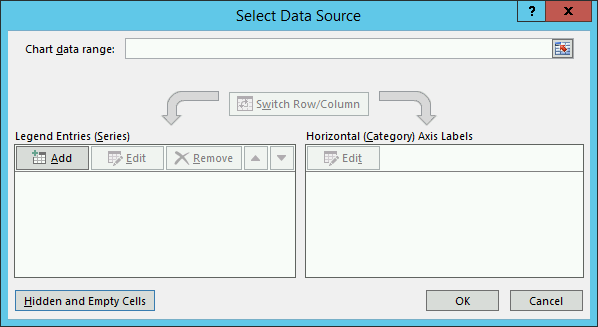 Select Data Source
? x
Chart data range:
Switch Row/Column
Legend Entries (Series)
Horizontal (Category) Axis Labels
Add Edit Remove
Edit
Hidden and Empty Cells
OK Cancel